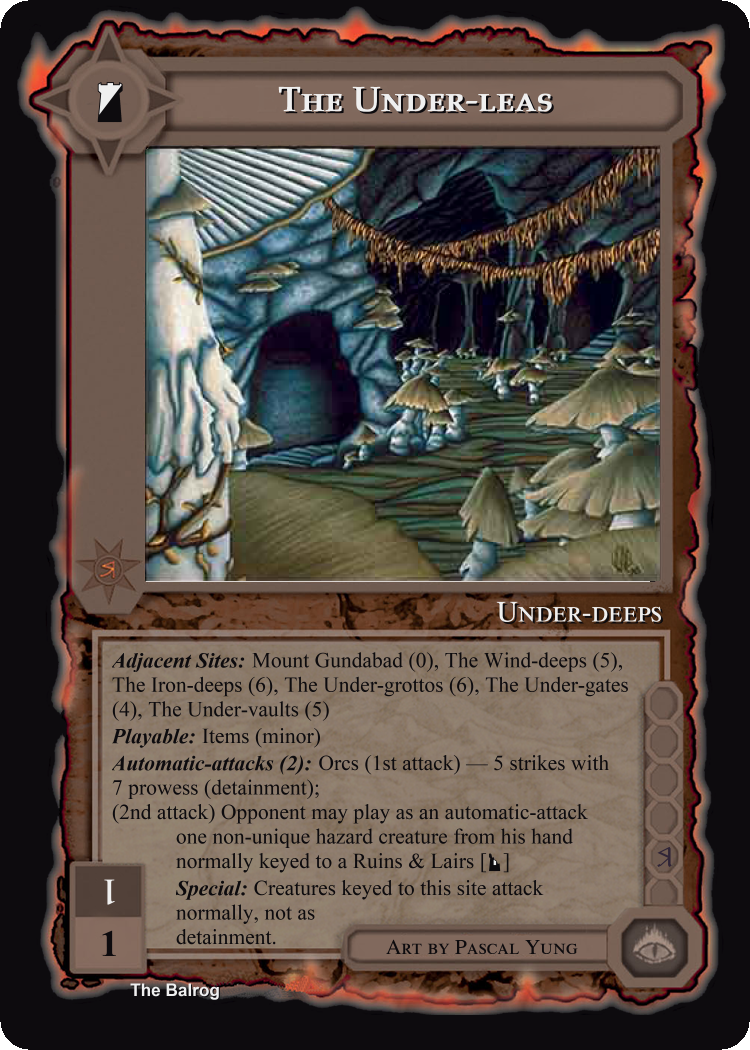 The Under-leas
Under-deeps
Adjacent Sites: Mount Gundabad (0), The Wind-deeps (5),
The Iron-deeps (6), The Under-grottos (6), The Under-gates
(4), The Under-vaults (5)
Playable: Items (minor)
Automatic-attacks (2): Orcs (1st attack) — 5 strikes with
7 prowess (detainment);
(2nd attack) Opponent may play as an automatic-attack
one non-unique hazard creature from his hand
normally keyed to a Ruins & Lairs [ ]
Special: Creatures keyed to this site attack
normally, not as
detainment.
1
1
Art by Pascal Yung
The Balrog